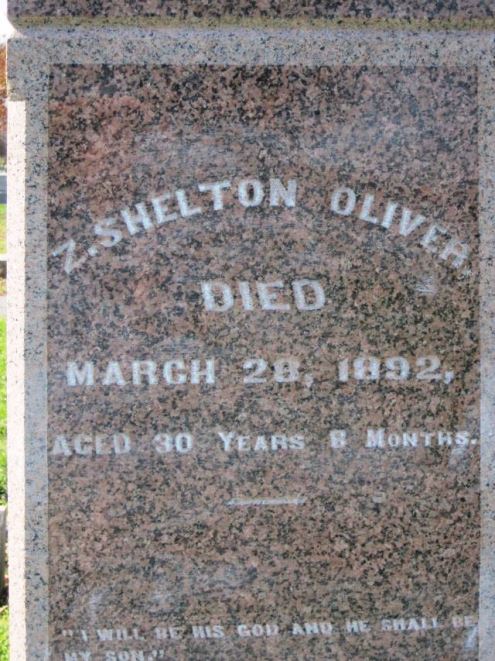 Z. SHELTON OLIVER,
DIED
MARCH 28, 1892,
AGED 30 YEARS 8 MONTHS.
"I WILL BE HIS GOD AND HE SHALL BE
MY SON."